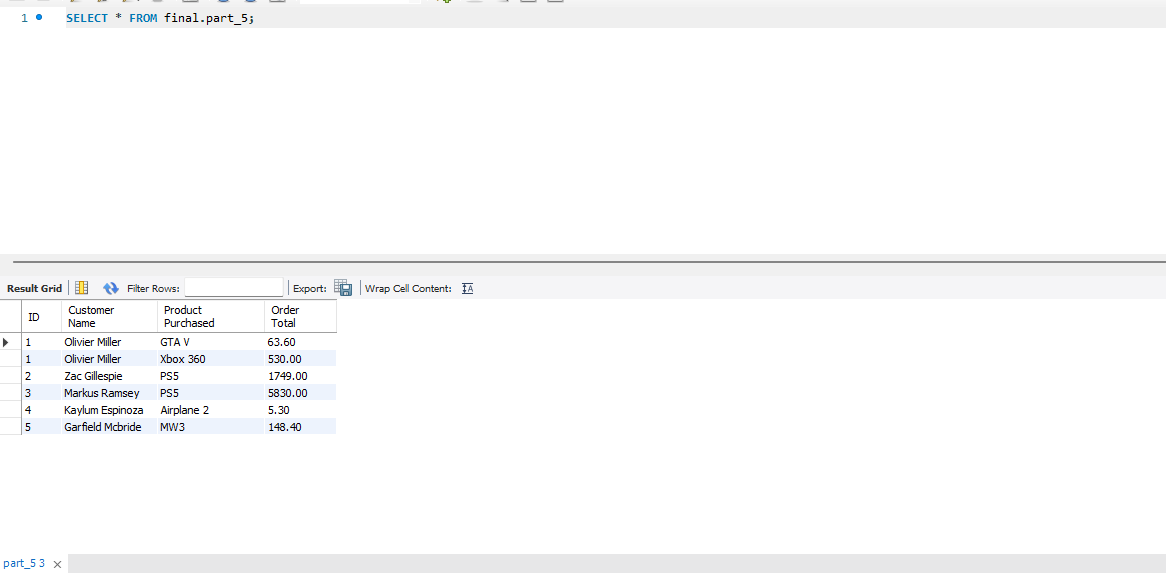 1 SELECT * FROM final.part_5;
Result Grid Filter Rows: Export: Wrap Cell Content:
ID Customer Name Product Purchased Order Total
1 Olivier Miller GTA V 63.60
1 Olivier Miller Xbox 360 530.00
2 Zac Gillespie PS5 1749.00
3 Markus Ramsey PS5 5830.00
4 Kaylum Espinoza Airplane 2 5.30
5 Garfield Mcbride MW3 148.40
part_5 3